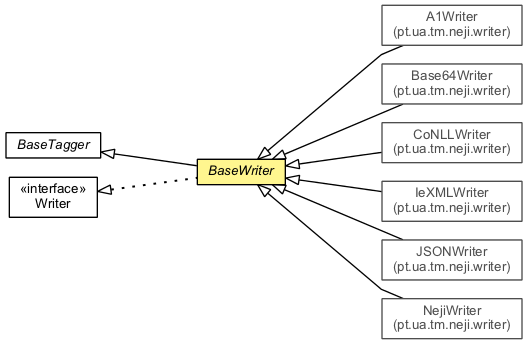 A1Writer
(pt.ua.tm.neji.writer)
Base64Writer
(pt.ua.tm.neji.writer)
BaseTagger
CoNLLWriter
(pt.ua.tm.neji.writer)
BaseWriter
«interface»
Writer
IeXMLWriter
(pt.ua.tm.neji.writer)
JSONWriter
(pt.ua.tm.neji.writer)
NejiWriter
(pt.ua.tm.neji.writer)